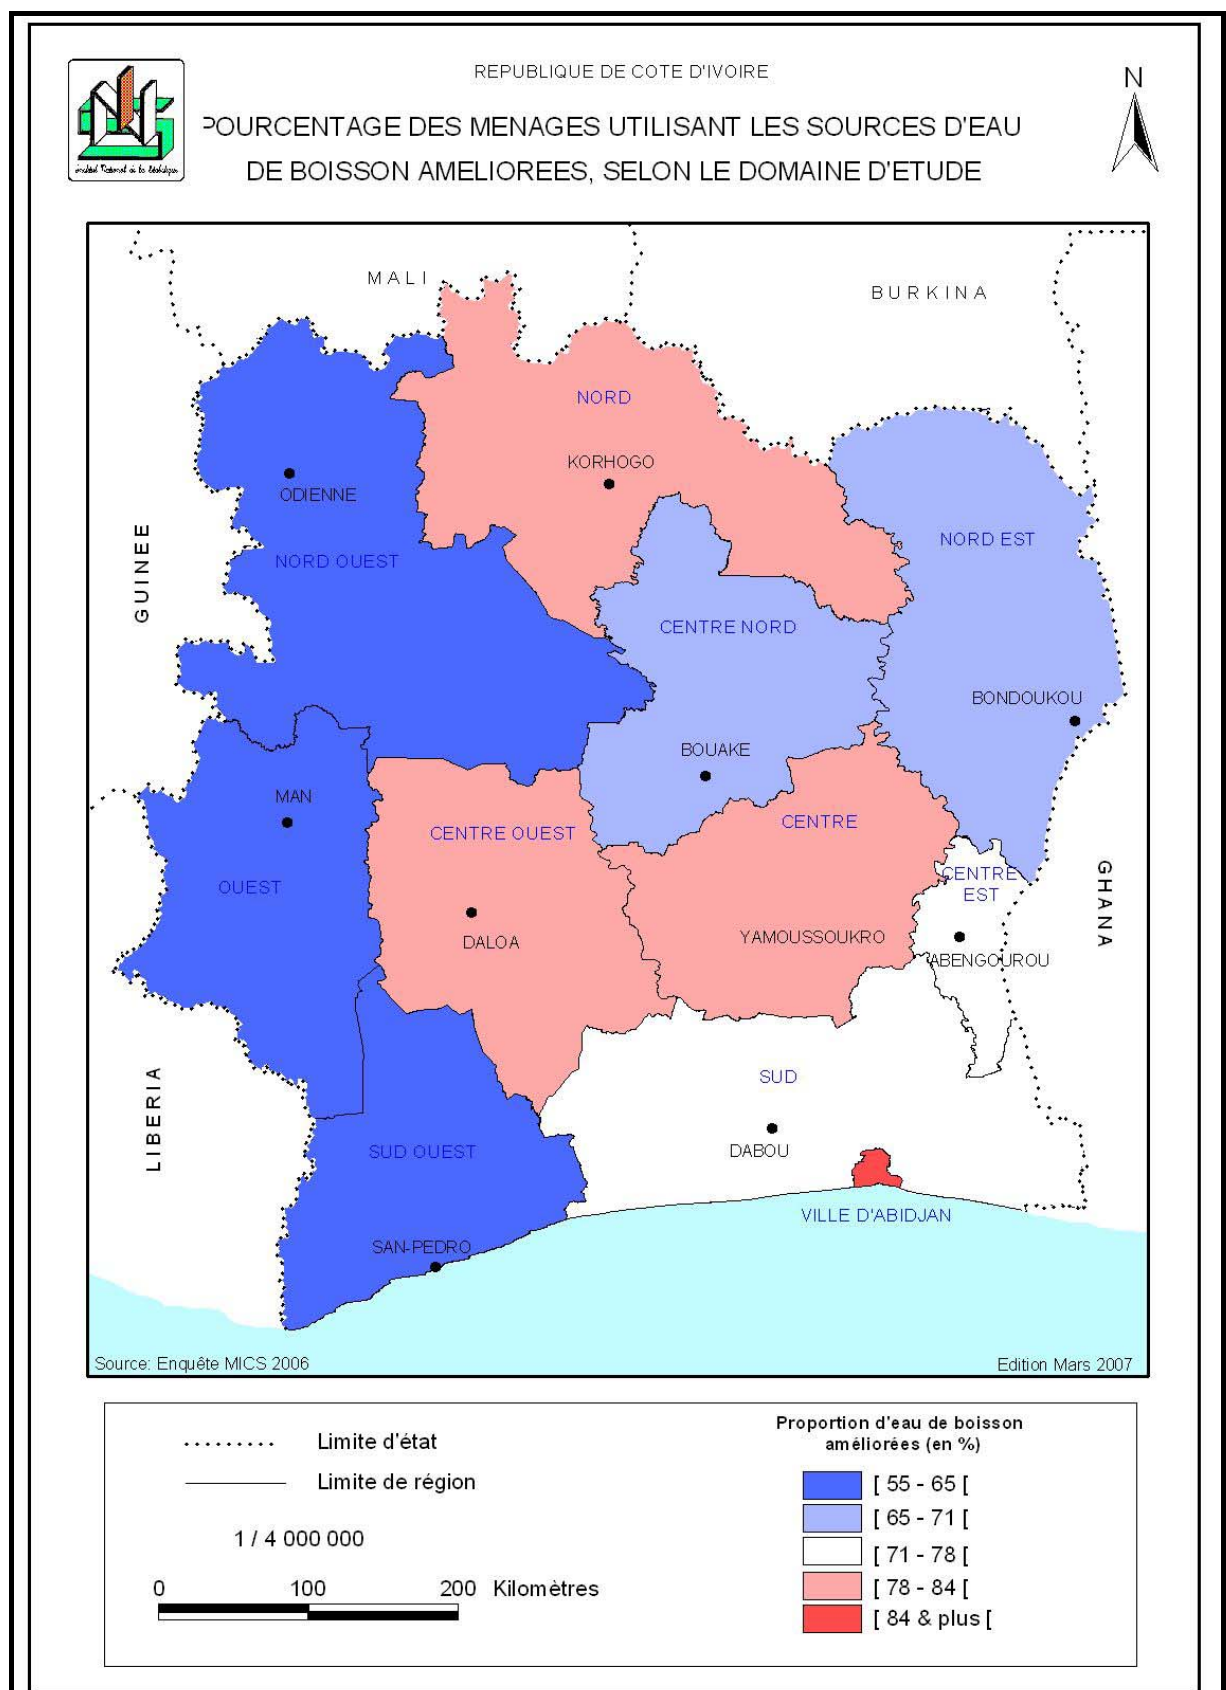 REPUBLIQUE DE COTE D'IVOIRE
N
POURCENTAGE DES MENAGES UTILISANT LES SOURCES D'EAU
DE BOISSON AMELIOREES, SELON LE DOMAINE D'ETUDE
MALI
BURKINA
NORD
KORHOGO
ODIENNE
NORD EST
GUINEE
NORD OUEST
CENTRE NORD
BONDOUKOU
BOUAKE
MAN
CENTRE OUEST
CENTRE
OUEST
CENTRE
EST
GHANA
DALOA
YAMOUSSOUKRO
ABENGOUROU
LIBERIA
SUD
SUD OUEST
DABOU
VILLE D'ABIDJAN
SAN-PEDRO
Source: Enquête MICS 2006
Edition Mars 2007
Limite d'état
Limite de région
1 / 4 000 000
0 100 200 Kilomètres
Proportion d'eau de boisson
améliorées (en %)
[ 55 - 65 [
[ 65 - 71 [
[ 71 - 78 [
[ 78 - 84 [
[ 84 & plus [